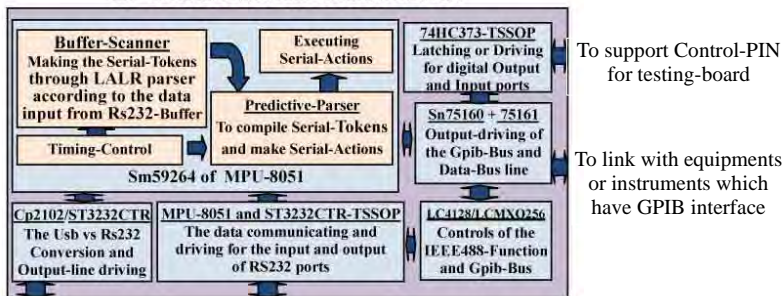 Buffer-Scanner
Making the Serial-Tokens
through LALR parser
according to the data
input from Rs232-Buffer
Timing-Control
Executing
Serial-Actions
Predictive-Parser
To compile Serial-Tokens
and make Serial-Actions
Sm59264 of MPU-8051
74HC373-TSSOP
Latching or Driving
for digital Output
and Input ports
Sn75160 + 75161
Output-driving of
the Gpib-Bus and
Data-Bus line
To support Control-PIN
for testing-board
To link with equipments
or instruments which
have GPIB interface
Cp2102/ST3232CTR
The Usb vs Rs232
Conversion and
Output-line driving
MPU-8051 and ST3232CTR-TSSOP
The data communicating and
driving for the input and output
of RS232 ports
LC4128/LCMXO256
Controls of the
IEEE488-Function
and Gpib-Bus